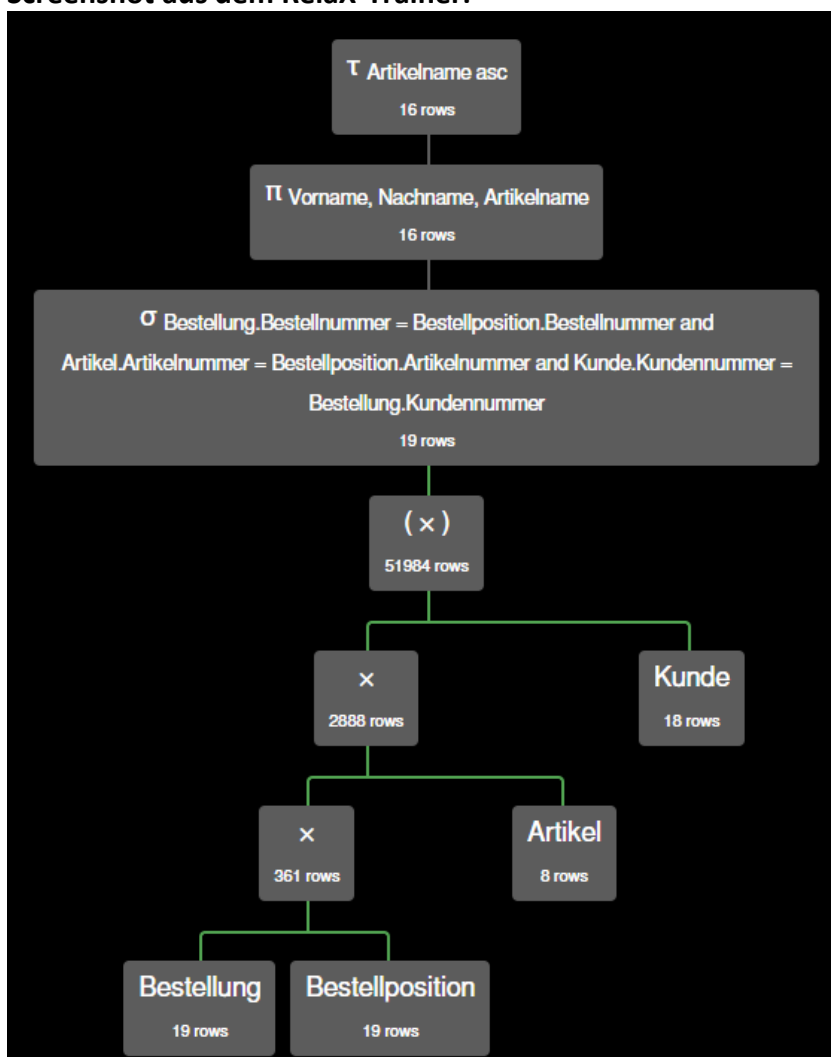 Screenshot aus dem RelaX-Trainer:
τ Artikelname asc
16 rows
π Vorname, Nachname, Artikelname
16 rows
σ Bestellung.Bestellnummer = Bestellposition.Bestellnummer and
Artikel.Artikelnummer = Bestellposition.Artikelnummer and Kunde.Kundennummer =
Bestellung.Kundennummer
19 rows
( × )
51984 rows
×
2888 rows
Kunde
18 rows
×
361 rows
Artikel
8 rows
Bestellung
19 rows
Bestellposition
19 rows